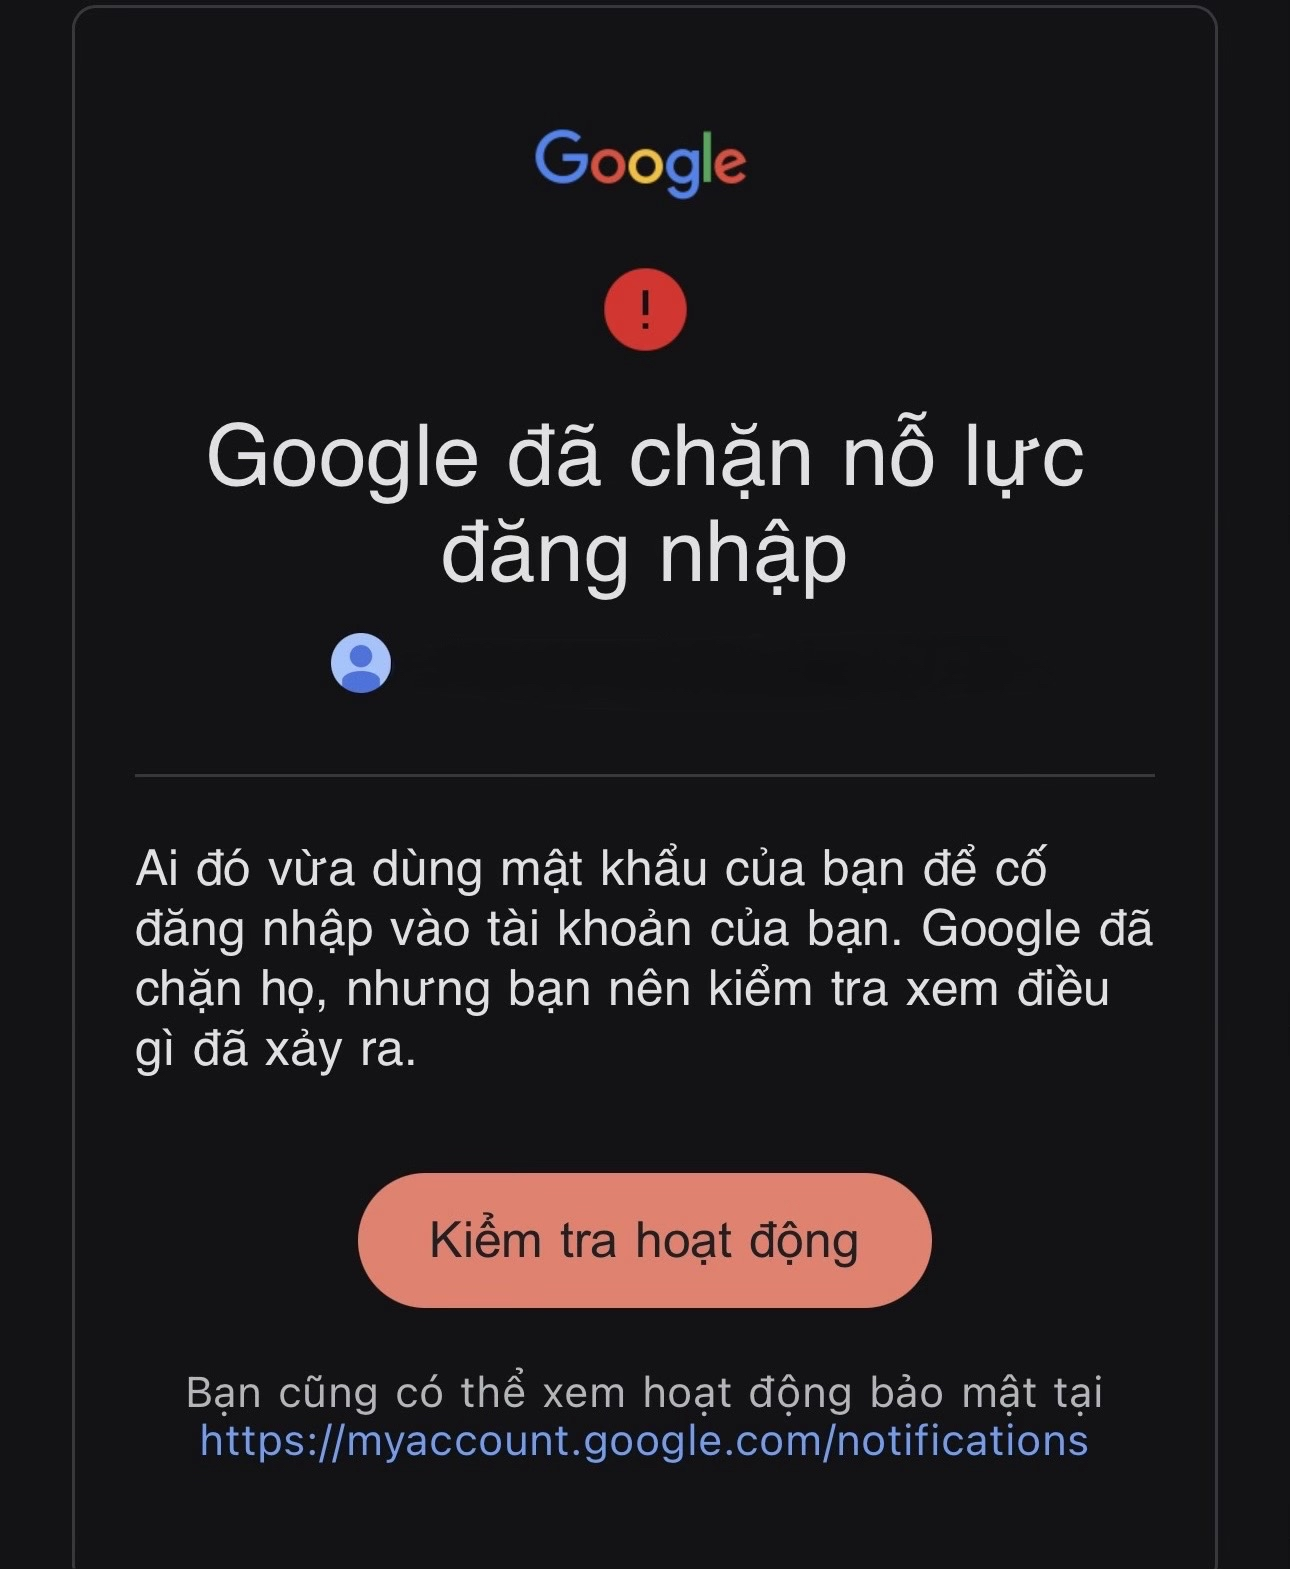 Google
!
Google đã chặn nỗ lực
đăng nhập
Ai đó vừa dùng mật khẩu của bạn để cố
đăng nhập vào tài khoản của bạn. Google đã
chặn họ, nhưng bạn nên kiểm tra xem điều
gì đã xảy ra.
Kiểm tra hoạt động
Bạn cũng có thể xem hoạt động bảo mật tại
https://myaccount.google.com/notifications